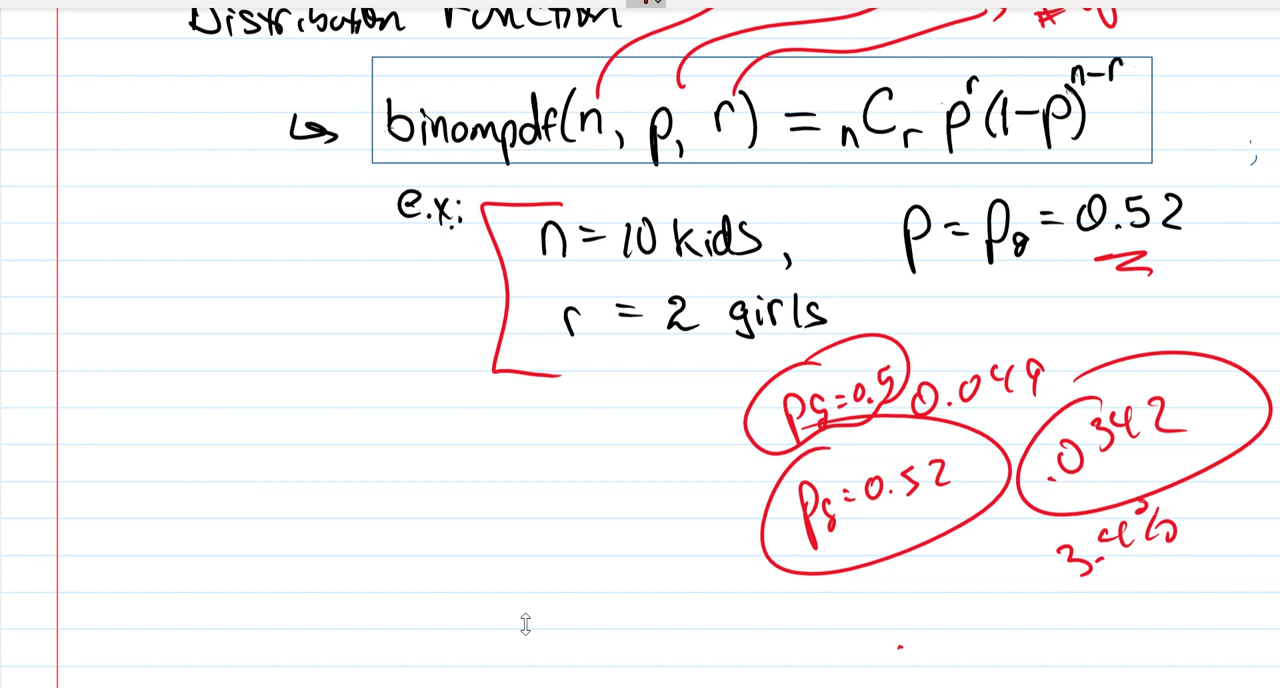 Distribution Function
↳ binompdf(n, p, r) = nCr p^r (1-p)^n-r
e.x:
n = 10 kids, p = pg = 0.52
r = 2 girls
pg = 0.5 0.049
pg = 0.52 .0342
3.4%